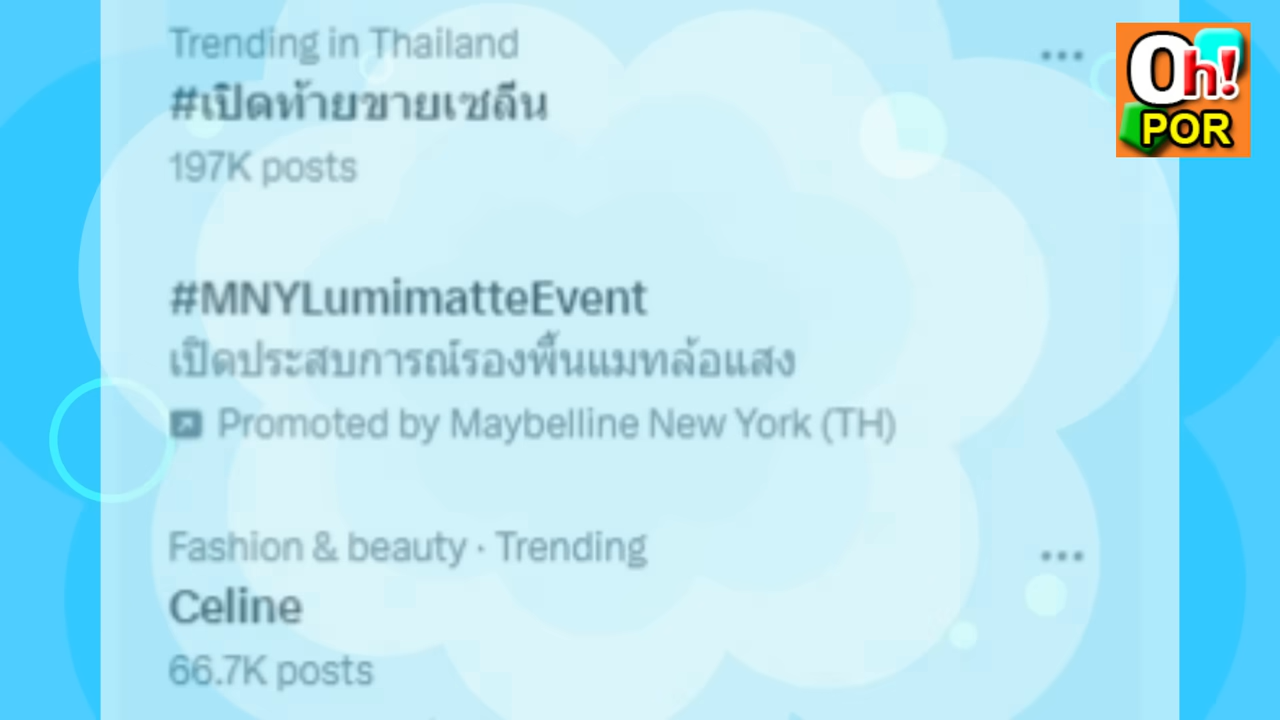 Trending in Thailand
#เปิดท้ายขายเซลีน
197K posts
#MNYLumimatteEvent
เปิดประสบการณ์รองพื้นแมทล้อแสง
Promoted by Maybelline New York (TH)
Fashion & beauty · Trending
Celine
66.7K posts
Oh!
POR